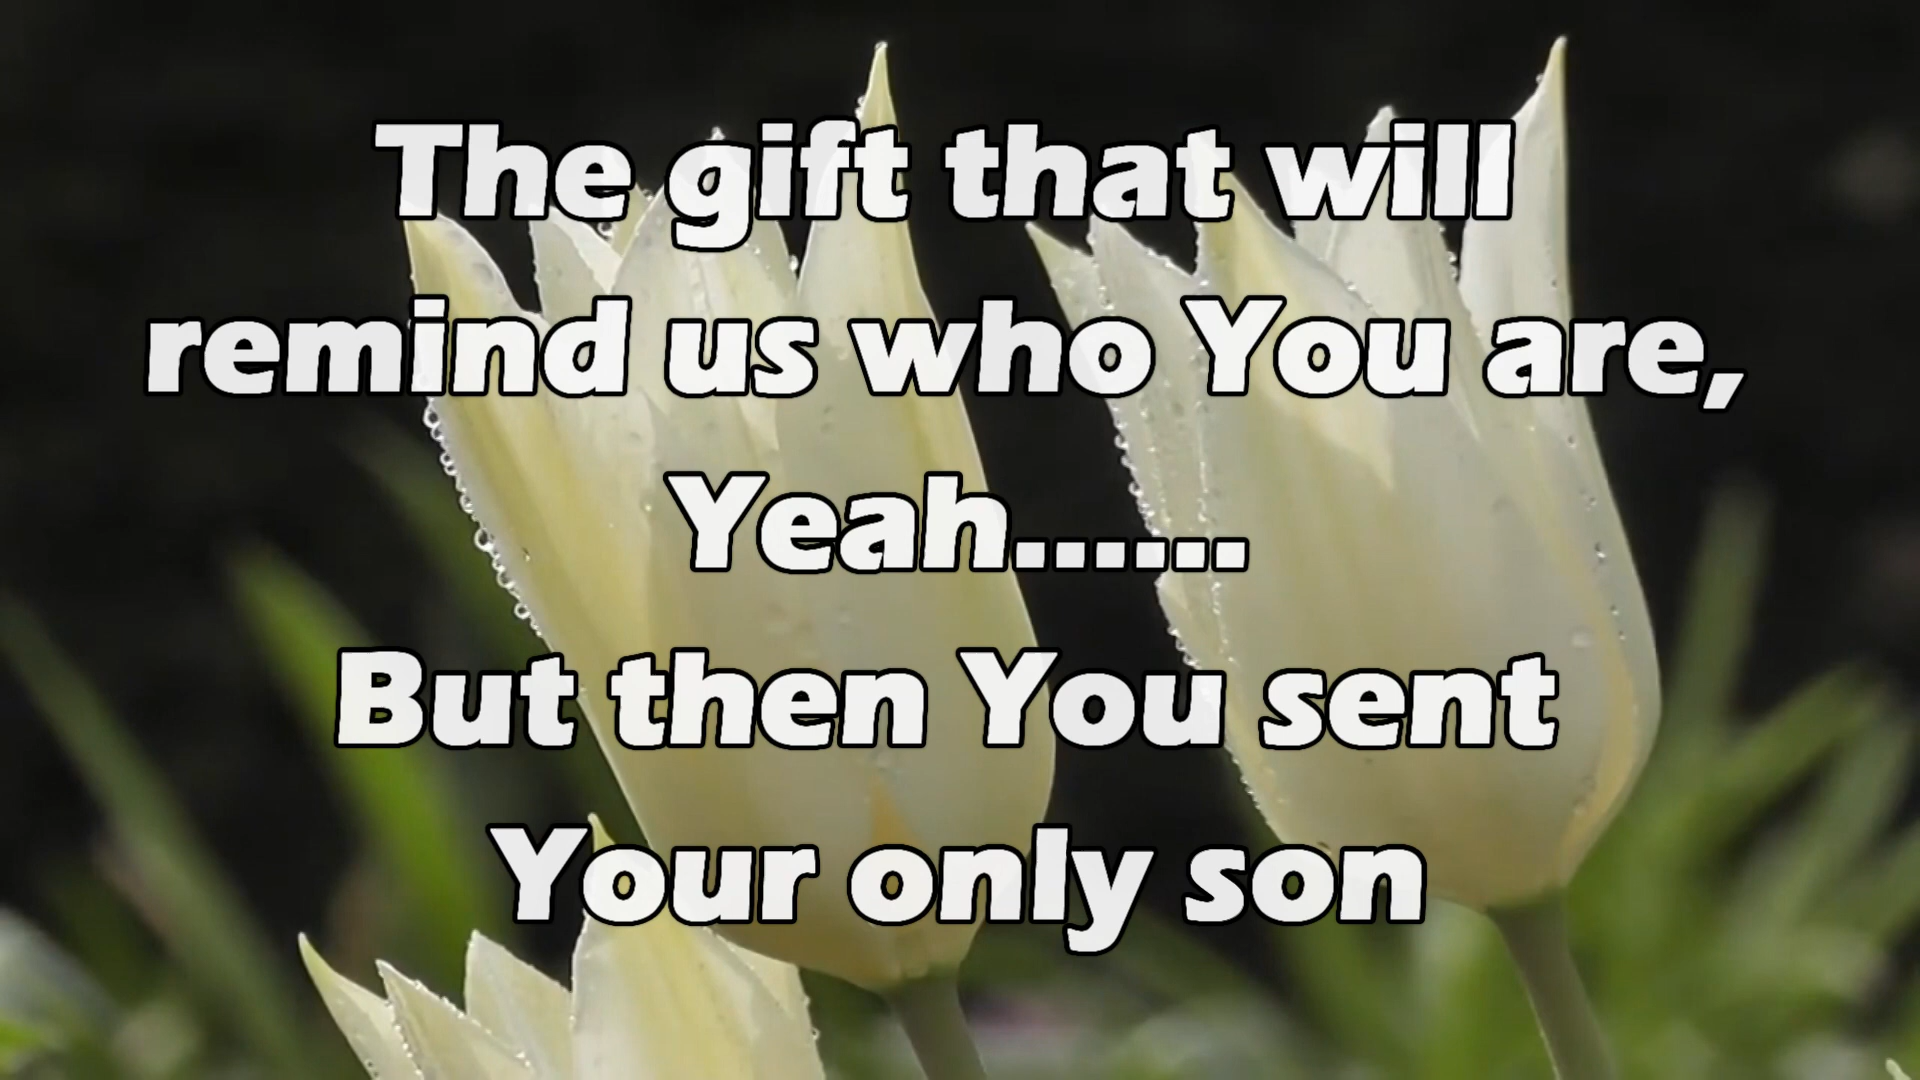 The gift that will
remind us who You are,
Yeah......
But then You sent
Your only son